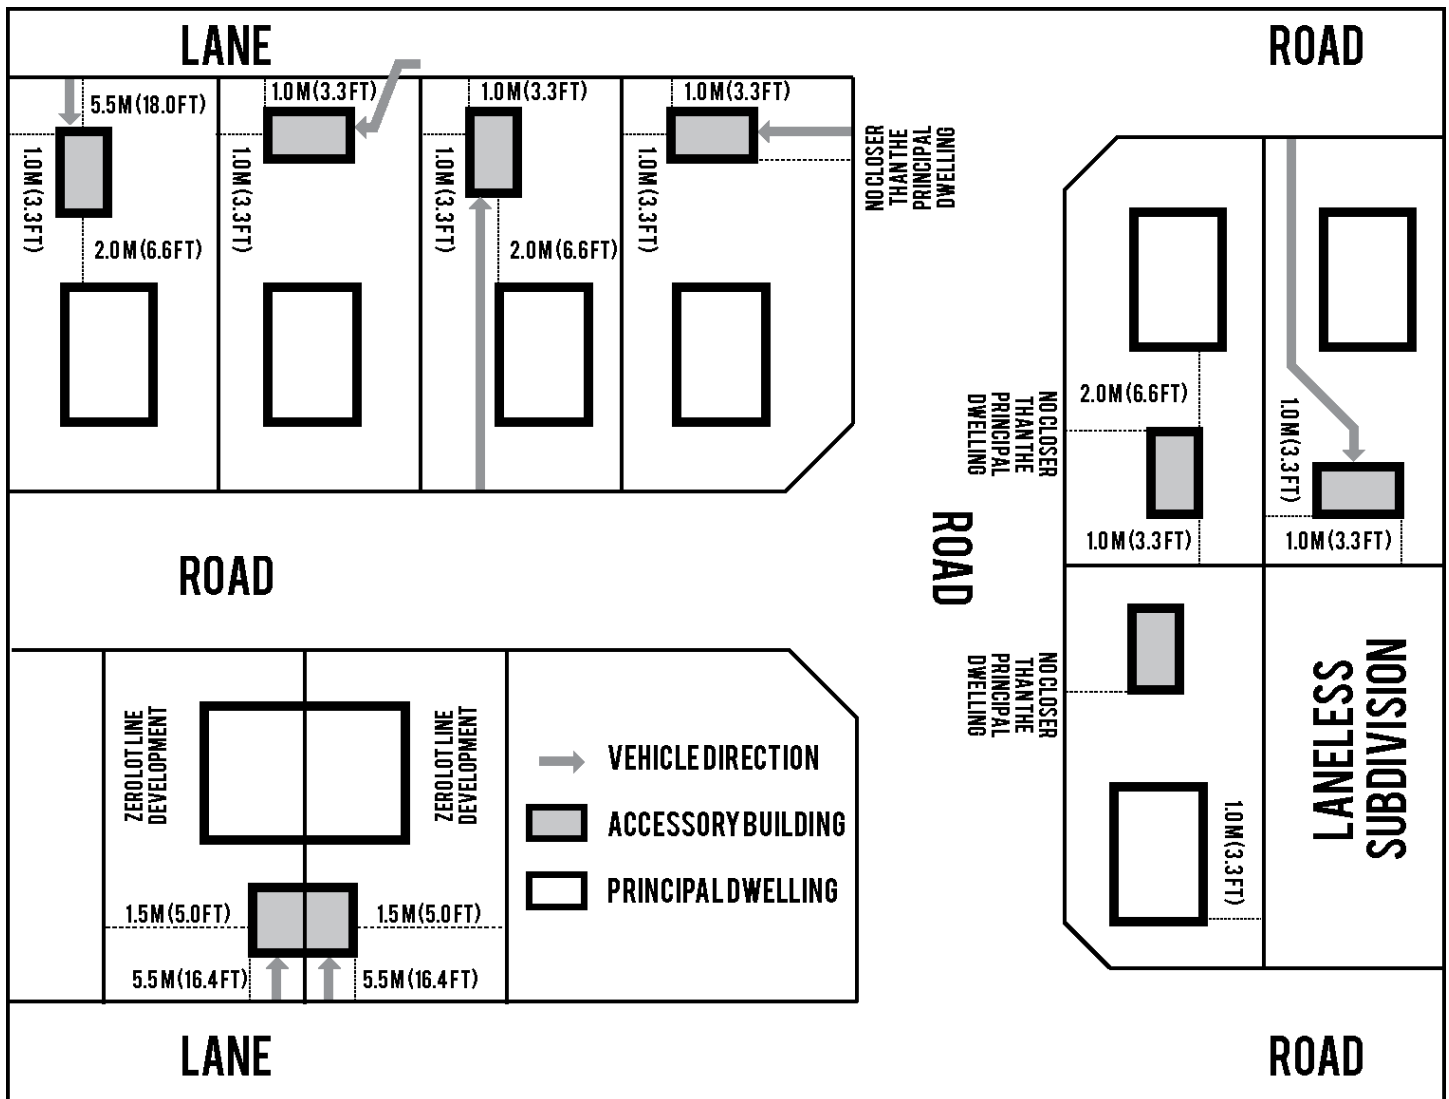 LANE
ROAD
5.5M (18.0FT)
1.0M (3.3FT)
1.0M (3.3FT)
1.0M (3.3FT)
1.0M (3.3FT)
1.0M (3.3FT)
1.0M (3.3FT)
1.0M (3.3FT)
NO CLOSER
THAN THE
PRINCIPAL
DWELLING
2.0M (6.6FT)
2.0M (6.6FT)
2.0M (6.6FT)
NO CLOSER
THAN THE
PRINCIPAL
DWELLING
1.0M (3.3FT)
1.0M (3.3FT)
1.0M (3.3FT)
ROAD
ROAD
NO CLOSER
THAN THE
PRINCIPAL
DWELLING
LANELESS
SUBDIVISION
ZERO LOT LINE
DEVELOPMENT
ZERO LOT LINE
DEVELOPMENT
VEHICLE DIRECTION
ACCESSORY BUILDING
PRINCIPAL DWELLING
1.0M (3.3FT)
1.5M (5.0FT)
1.5M (5.0FT)
5.5M (16.4FT)
5.5M (16.4FT)
LANE
ROAD